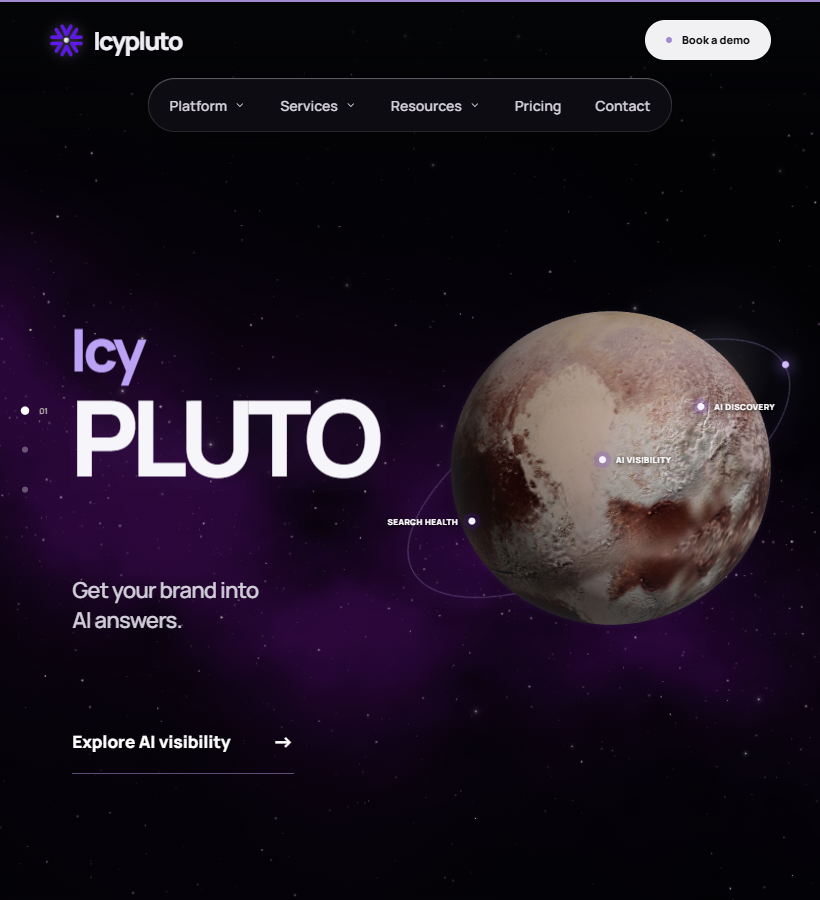 Icypluto
Book a demo
Platform
Services
Resources
Pricing
Contact
Icy
PLUTO
01
AI DISCOVERY
AI VISIBILITY
SEARCH HEALTH
Get your brand into
AI answers.
Explore AI visibility →